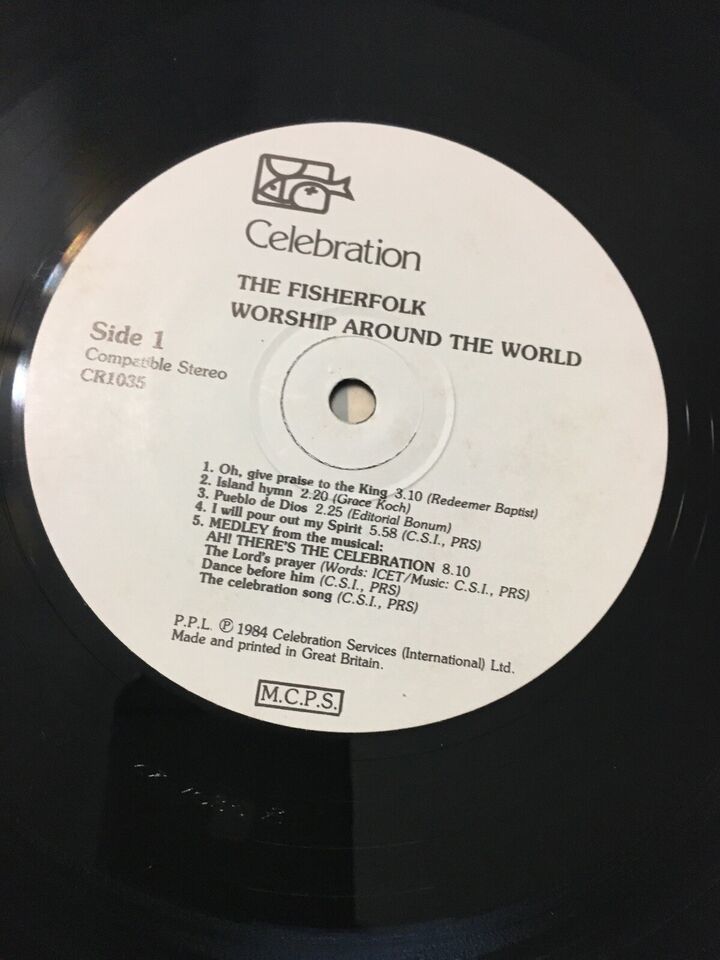 Celebration
THE FISHERFOLK
WORSHIP AROUND THE WORLD
Side 1
Compatible Stereo
CR1035
1. Oh, give praise to the King 3.10 (Redeemer Baptist)
2. Island hymn 2.20 (Grace Koch)
3. Pueblo de Dios 2.25 (Editorial Bonum)
4. I will pour out my Spirit 5.58 (C.S.I., PRS)
5. MEDLEY from the musical:
AH! THERE'S THE CELEBRATION 8.10
The Lord's prayer (Words: ICET/Music: C.S.I., PRS)
Dance before him (C.S.I., PRS)
The celebration song (C.S.I., PRS)
P.P.L. ℗ 1984 Celebration Services (International) Ltd.
Made and printed in Great Britain.
M.C.P.S.